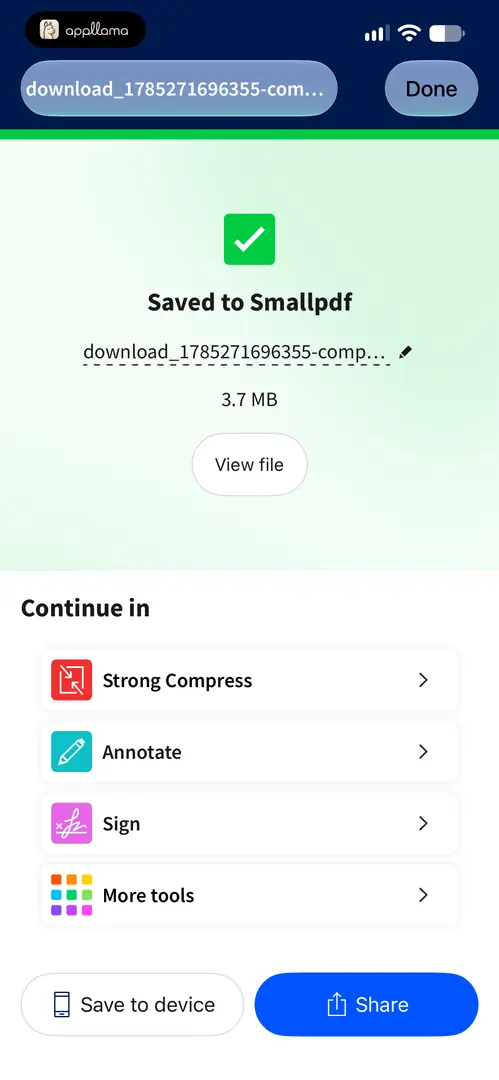 appllama
download_1785271696355-com...
Done
Saved to Smallpdf
download_1785271696355-comp...
3.7 MB
View file
Continue in
Strong Compress
Annotate
Sign
More tools
Save to device
Share